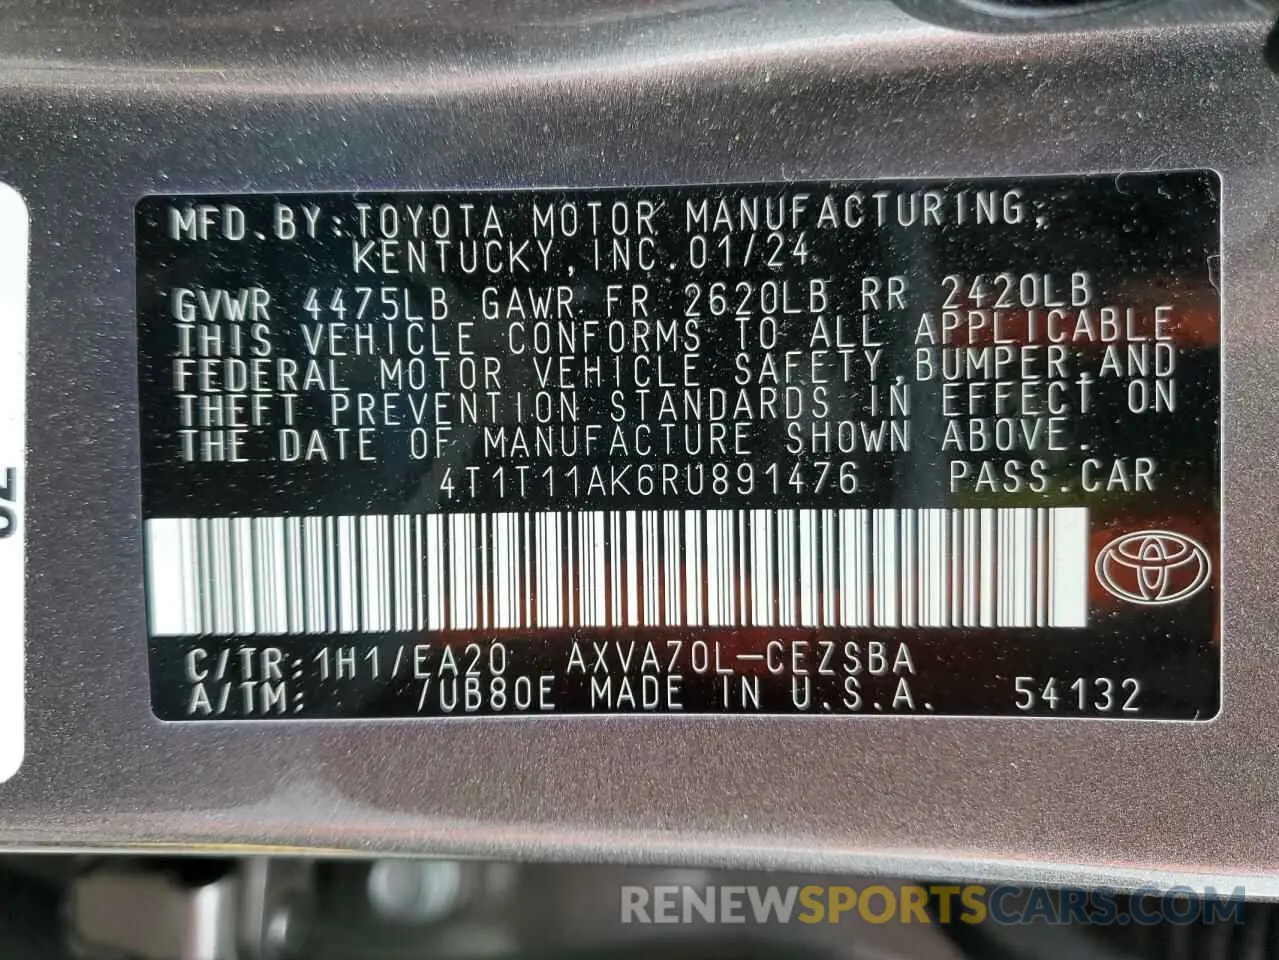 MFD.BY:TOYOTA MOTOR MANUFACTURING,
KENTUCKY,INC.01/24
GVWR 4475LB GAWR FR 2620LB RR 2420LB
THIS VEHICLE CONFORMS TO ALL APPLICABLE
FEDERAL MOTOR VEHICLE SAFETY,BUMPER,AND
THEFT PREVENTION STANDARDS IN EFFECT ON
THE DATE OF MANUFACTURE SHOWN ABOVE.
4T1T11AK6RU891476 PASS.CAR
C/TR:1H1/EA20 AXVA70L-CEZSBA
A/TM: /UB80E MADE IN U.S.A. 54132
RENEWSPORTSCARS.COM